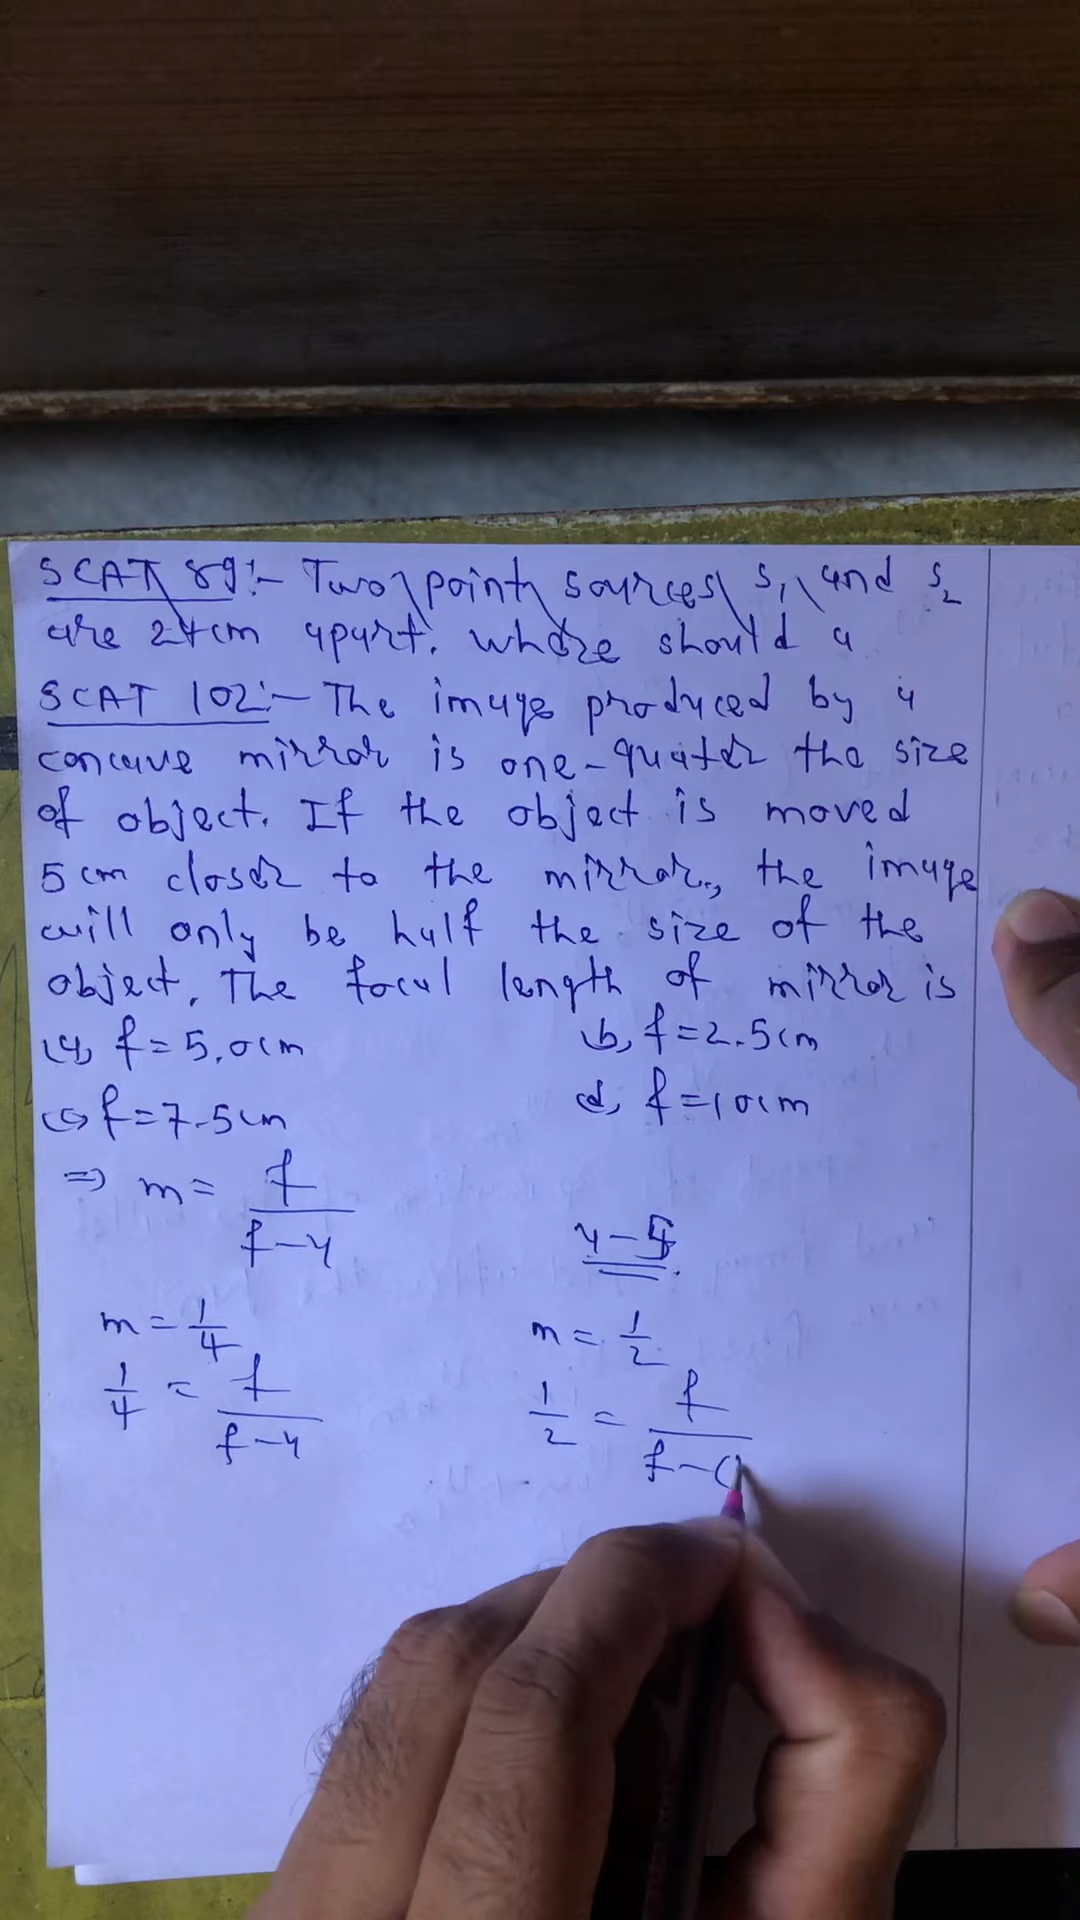 SCAT 89:- Two point sources S₁ and S₂
are 24cm apart. Where should a
SCAT 102:- The image produced by a
concave mirror is one-quater the size
of object. If the object is moved
5cm closer to the mirror, the image
will only be half the size of the
object. The focal length of mirror is
(a) f=5.0cm (b) f=2.5cm
(c) f=7.5cm (d) f=10cm
⇒ m = f/(f-u)
u-5
m = 1/4 m = 1/2
1/4 = f/(f-u) 1/2 = f/(f-(